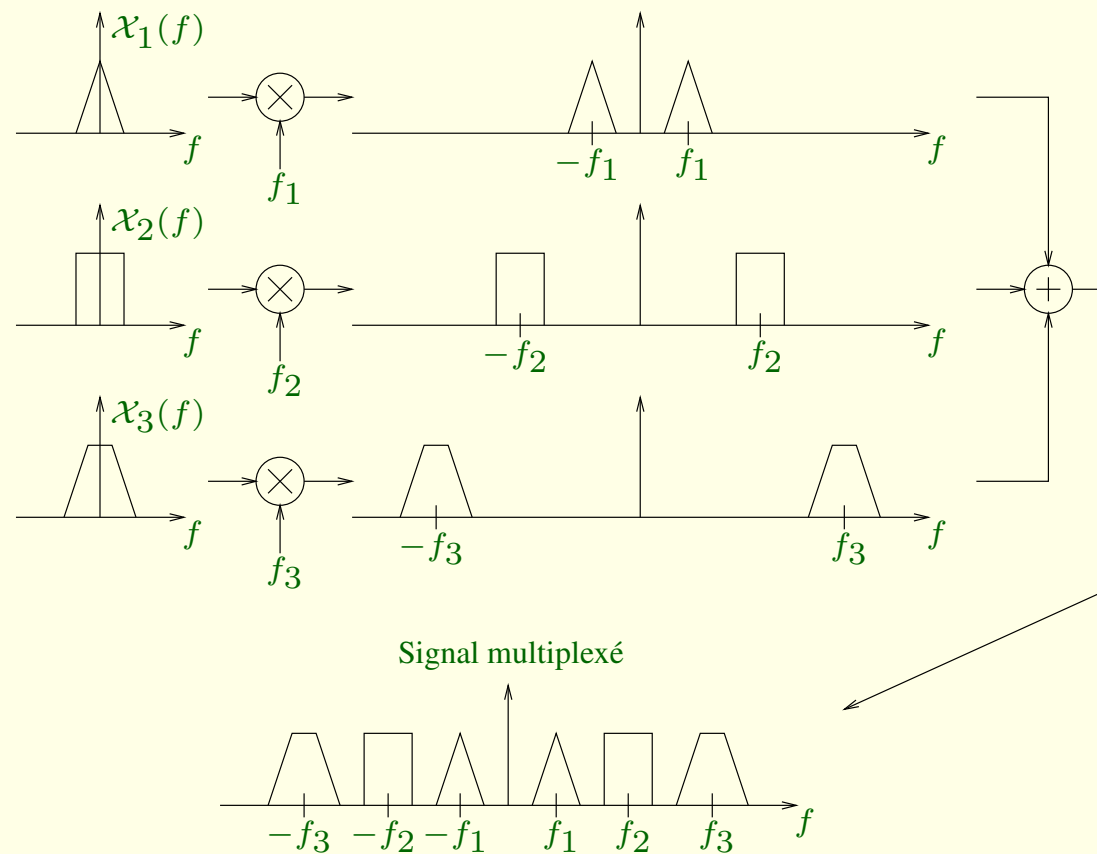 𝒳₁(f)
f
f₁
−f₁ f₁
f
𝒳₂(f)
f
f₂
−f₂ f₂
f
𝒳₃(f)
f
f₃
−f₃ f₃
f
Signal multiplexé
−f₃ −f₂ −f₁ f₁ f₂ f₃ f